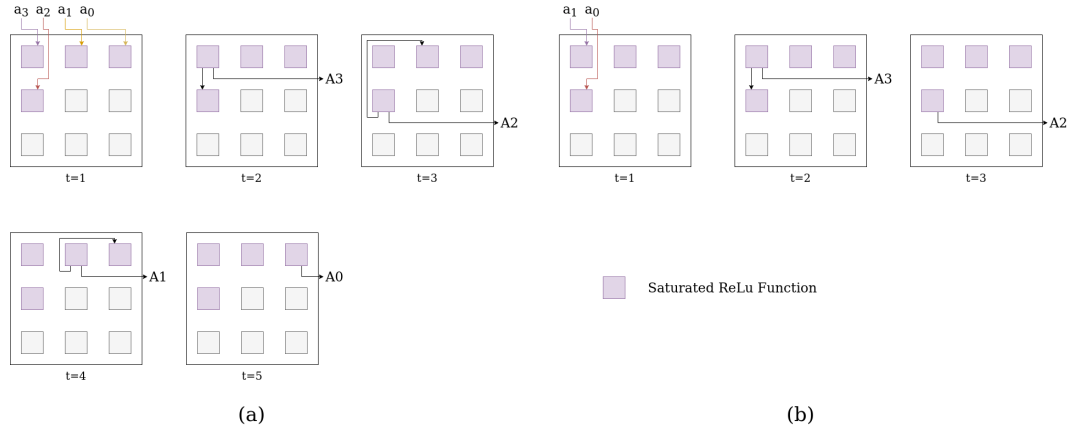 a3 a2 a1 a0
A3
A2
t=1
t=2
t=3
A1
A0
t=4
t=5
(a)
a1 a0
A3
A2
t=1
t=2
t=3
Saturated ReLu Function
(b)